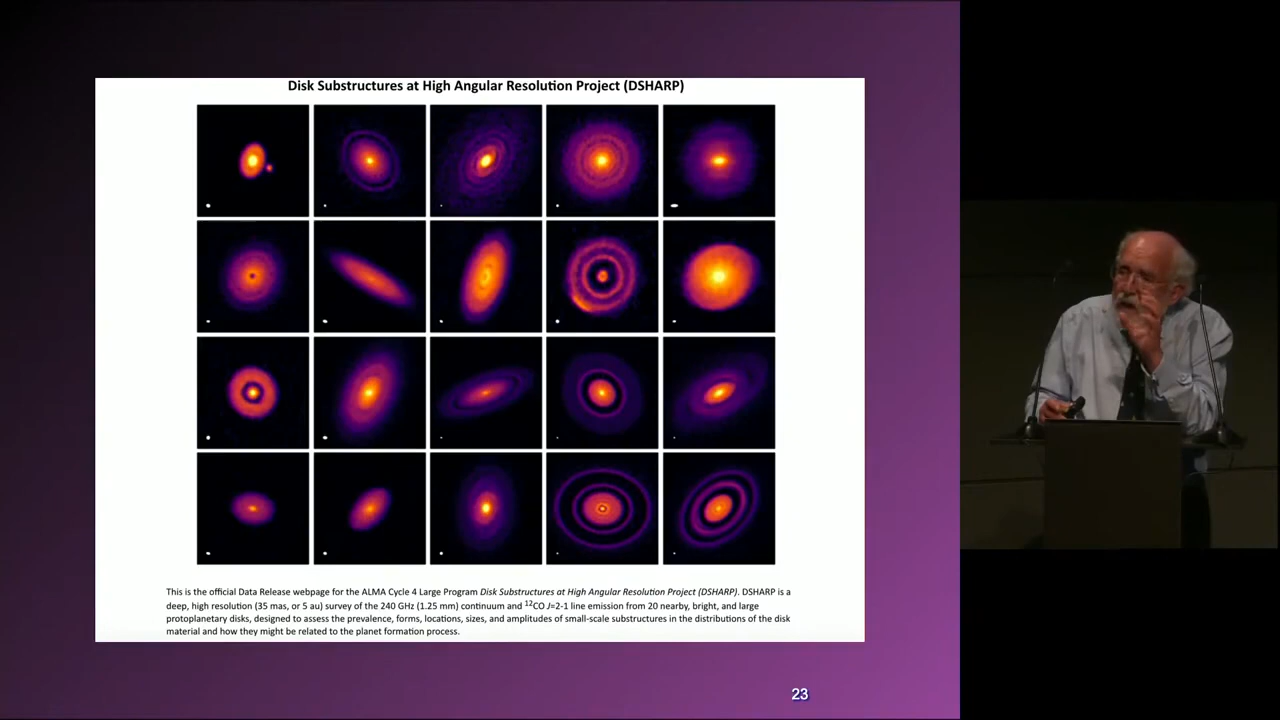 Disk Substructures at High Angular Resolution Project (DSHARP)
This is the official Data Release webpage for the ALMA Cycle 4 Large Program Disk Substructures at High Angular Resolution Project (DSHARP). DSHARP is a
deep, high resolution (35 mas, or 5 au) survey of the 240 GHz (1.25 mm) continuum and ¹²CO J=2-1 line emission from 20 nearby, bright, and large
protoplanetary disks, designed to assess the prevalence, forms, locations, sizes, and amplitudes of small-scale substructures in the distributions of the disk
material and how they might be related to the planet formation process.
23